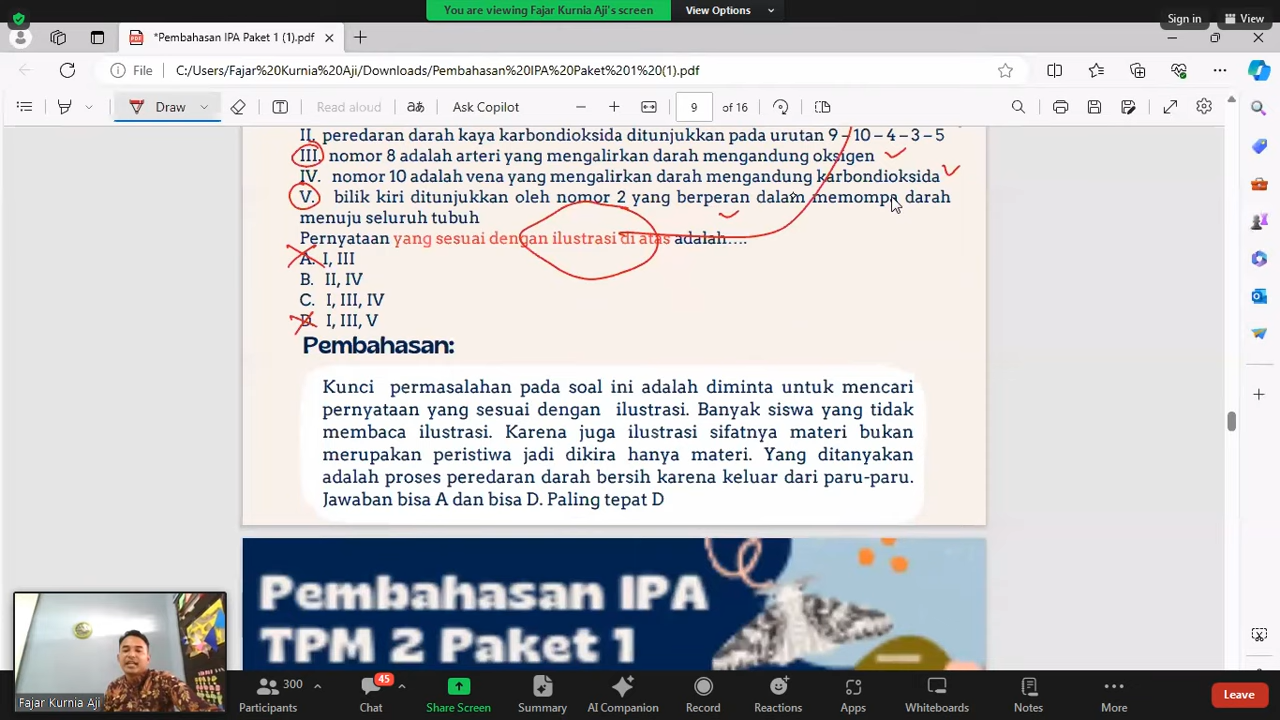 You are viewing Fajar Kurnia Aji's screen
View Options
Sign in
View
*Pembahasan IPA Paket 1 (1).pdf
File
C:/Users/Fajar%20Kurnia%20Aji/Downloads/Pembahasan%20IPA%20Paket%201%20(1).pdf
Draw
Read aloud
aあ
Ask Copilot
9
of 16
II. peredaran darah kaya karbondioksida ditunjukkan pada urutan 9 – 10 – 4 – 3 – 5
III. nomor 8 adalah arteri yang mengalirkan darah mengandung oksigen
IV. nomor 10 adalah vena yang mengalirkan darah mengandung karbondioksida
V. bilik kiri ditunjukkan oleh nomor 2 yang berperan dalam memompa darah
menuju seluruh tubuh
Pernyataan yang sesuai dengan ilustrasi di atas adalah....
A. I, III
B. II, IV
C. I, III, IV
D. I, III, V
Pembahasan:
Kunci permasalahan pada soal ini adalah diminta untuk mencari
pernyataan yang sesuai dengan ilustrasi. Banyak siswa yang tidak
membaca ilustrasi. Karena juga ilustrasi sifatnya materi bukan
merupakan peristiwa jadi dikira hanya materi. Yang ditanyakan
adalah proses peredaran darah bersih karena keluar dari paru-paru.
Jawaban bisa A dan bisa D. Paling tepat D
Pembahasan IPA
TPM 2 Paket 1
Fajar Kurnia Aji
300
Participants
45
Chat
Share Screen
Summary
AI Companion
Record
Reactions
Apps
Whiteboards
Notes
More
Leave